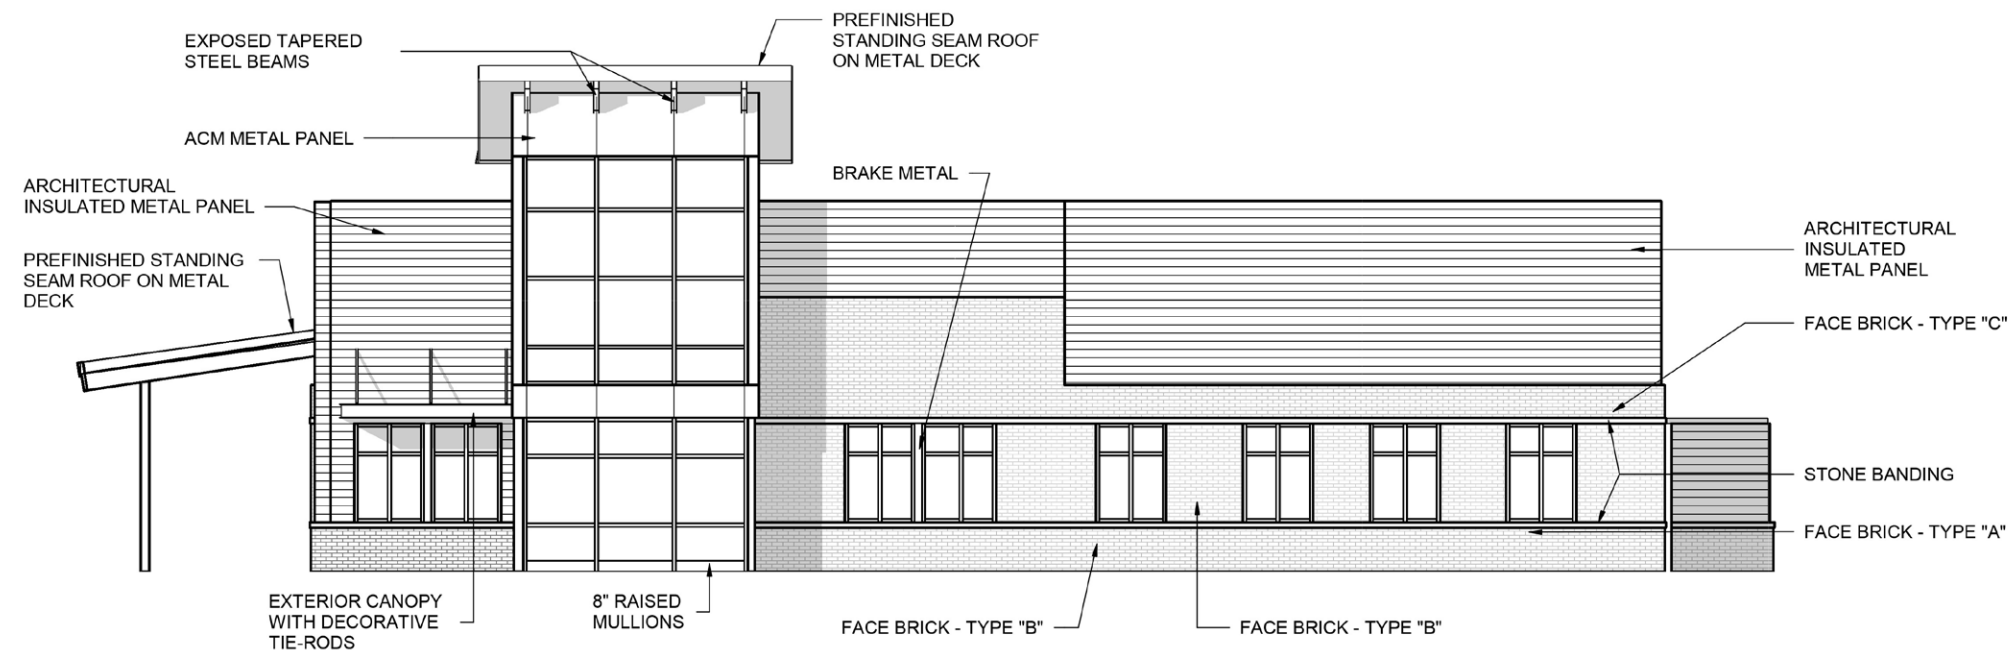 PREFINISHED
STANDING SEAM ROOF
ON METAL DECK
EXPOSED TAPERED
STEEL BEAMS
ACM METAL PANEL
BRAKE METAL
ARCHITECTURAL
INSULATED METAL PANEL
PREFINISHED STANDING
SEAM ROOF ON METAL
DECK
ARCHITECTURAL
INSULATED
METAL PANEL
FACE BRICK - TYPE "C"
STONE BANDING
FACE BRICK - TYPE "A"
EXTERIOR CANOPY
WITH DECORATIVE
TIE-RODS
8" RAISED
MULLIONS
FACE BRICK - TYPE "B"
FACE BRICK - TYPE "B"